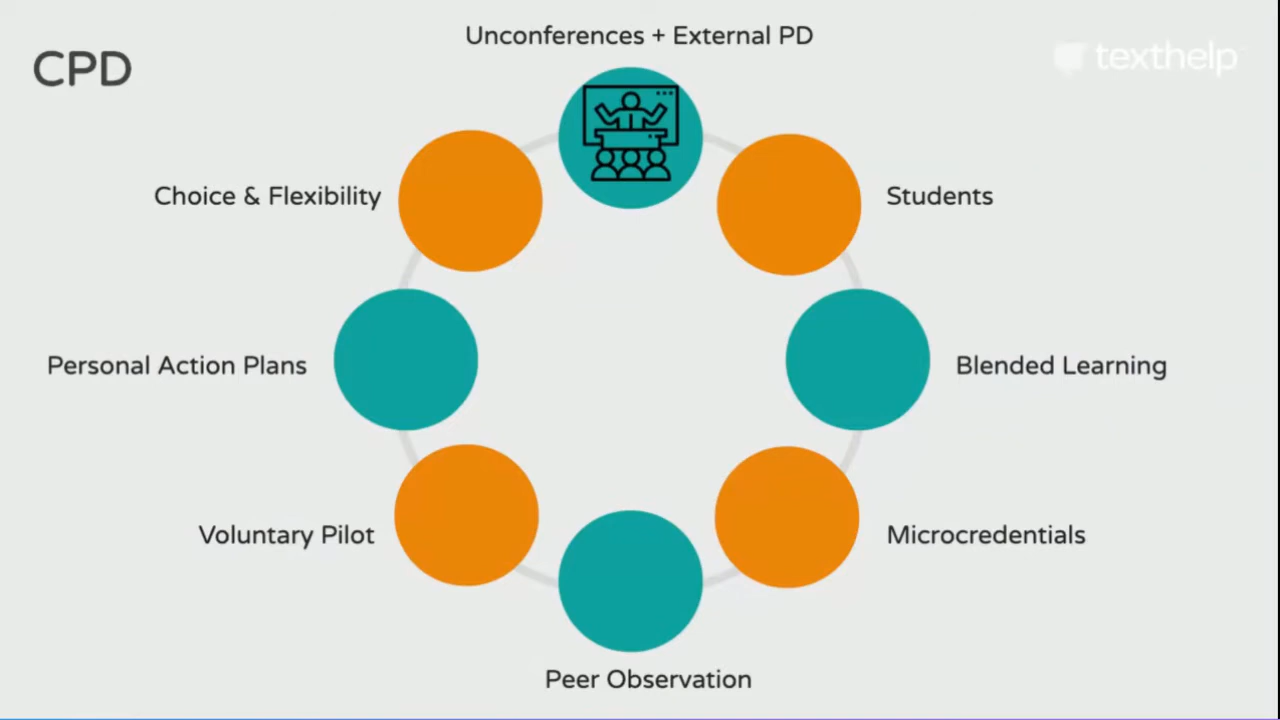 Unconferences + External PD
CPD
texthelp
Choice & Flexibility
Students
Personal Action Plans
Blended Learning
Voluntary Pilot
Microcredentials
Peer Observation